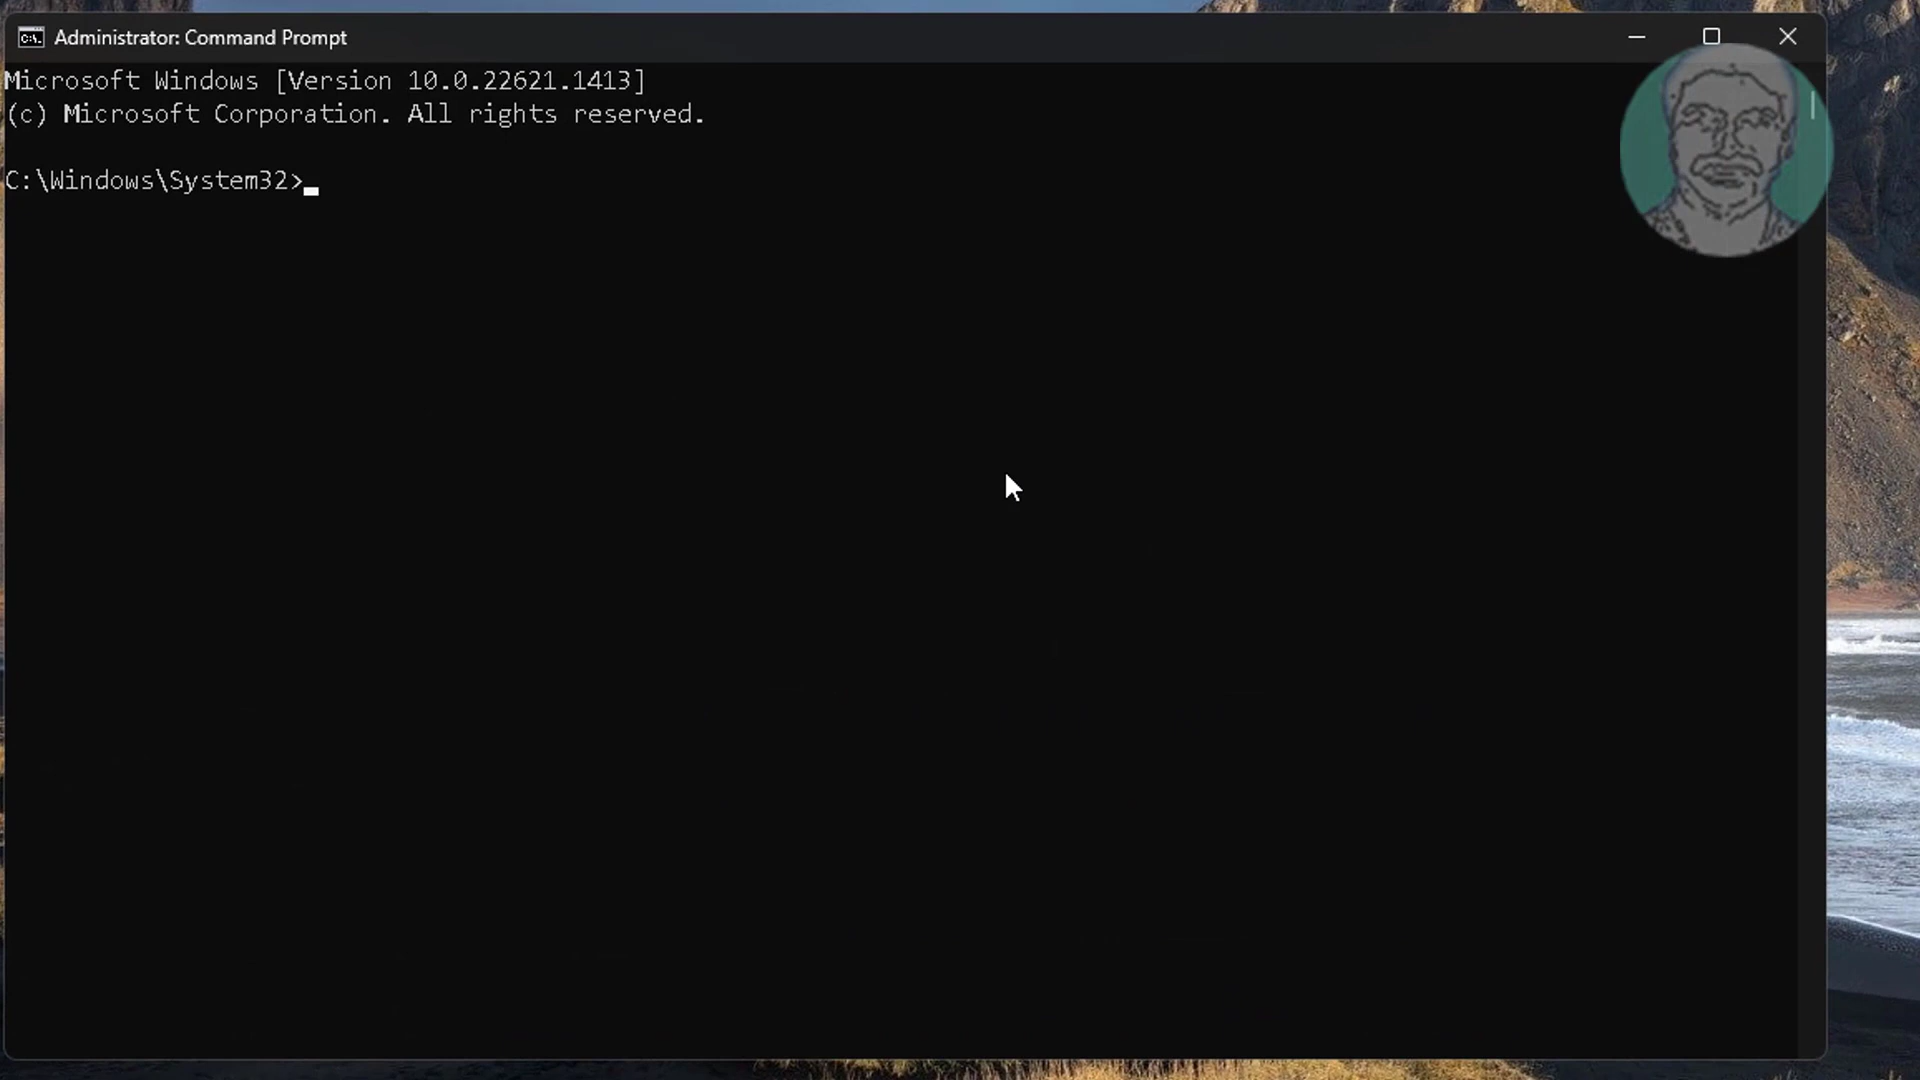 Administrator: Command Prompt
Microsoft Windows [Version 10.0.22621.1413]
(c) Microsoft Corporation. All rights reserved.
C:\Windows\System32>